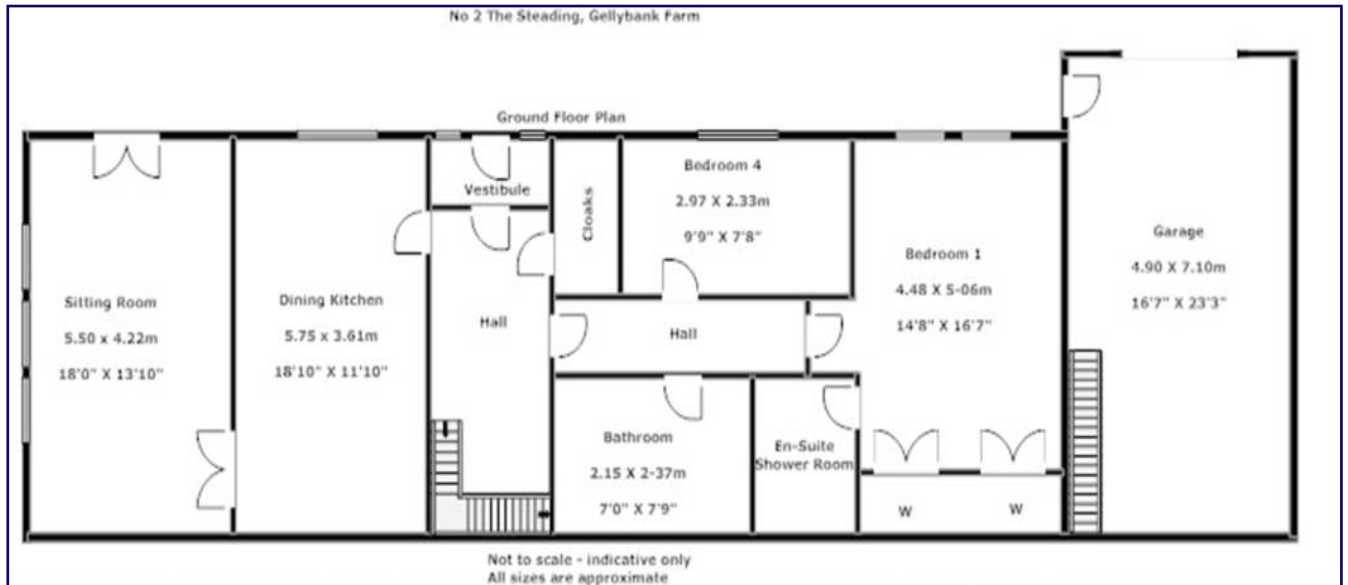 No 2 The Steading, Gellybank Farm
Ground Floor Plan
Sitting Room
5.50 x 4.22m
18'0" X 13'10"
Dining Kitchen
5.75 x 3.61m
18'10" X 11'10"
Vestibule
Hall
Cloaks
Bedroom 4
2.97 X 2.33m
9'9" X 7'8"
Hall
Bathroom
2.15 X 2-37m
7'0" X 7'9"
En-Suite
Shower Room
Bedroom 1
4.48 X 5-06m
14'8" X 16'7"
W
W
Garage
4.90 X 7.10m
16'7" X 23'3"
Not to scale - indicative only
All sizes are approximate